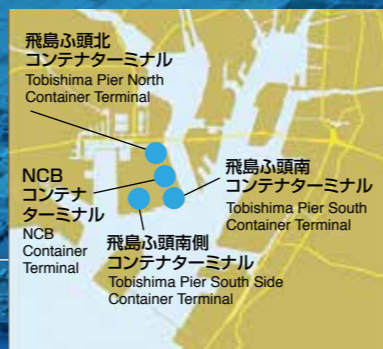 飛島ふ頭北
コンテナターミナル
Tobishima Pier North
Container Terminal
NCB
コンテナ
ターミナル
NCB
Container
Terminal
飛島ふ頭南
コンテナターミナル
Tobishima Pier South
Container Terminal
飛島ふ頭南側
コンテナターミナル
Tobishima Pier South Side
Container Terminal